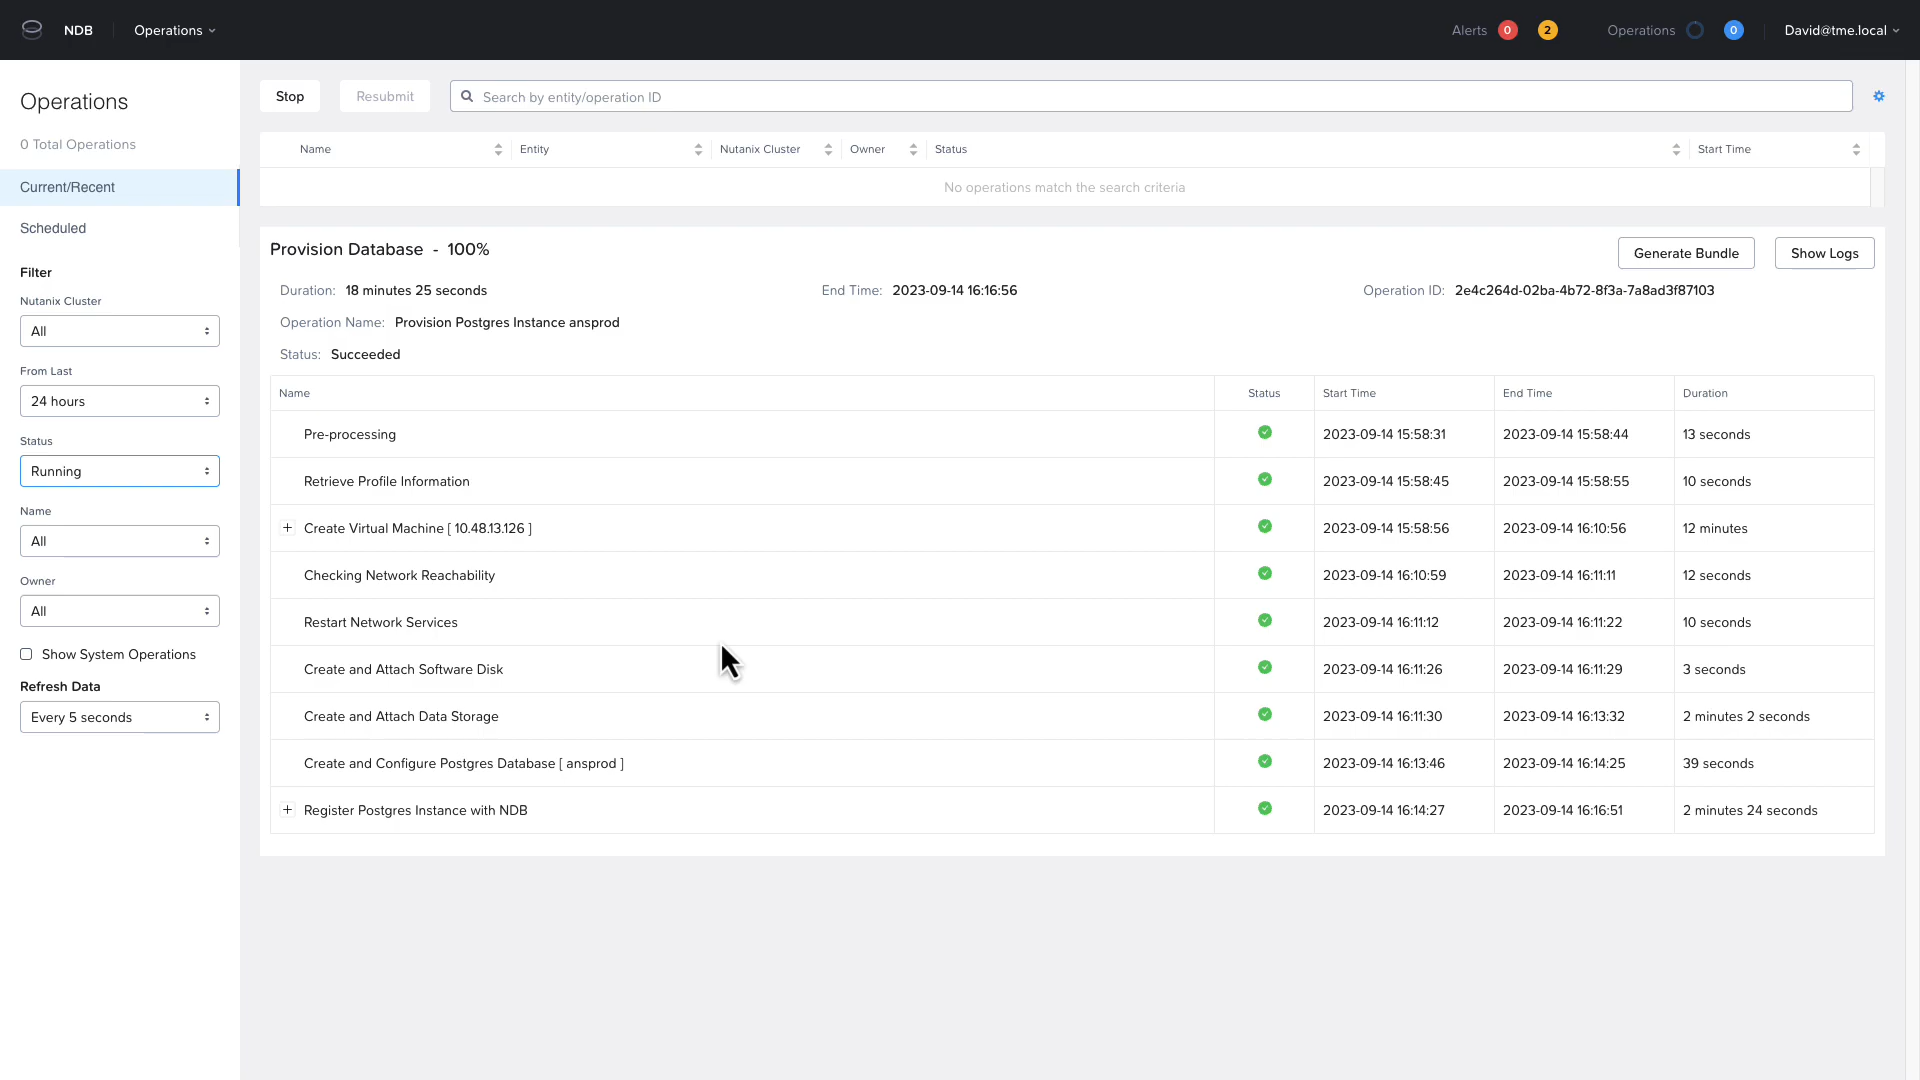 NDB Operations Alerts 0 2 Operations 0 David@tme.local
Operations
0 Total Operations
Current/Recent
Scheduled
Filter
Nutanix Cluster
All
From Last
24 hours
Status
Running
Name
All
Owner
All
Show System Operations
Refresh Data
Every 5 seconds
Stop Resubmit Search by entity/operation ID
Name Entity Nutanix Cluster Owner Status Start Time
No operations match the search criteria
Provision Database - 100% Generate Bundle Show Logs
Duration: 18 minutes 25 seconds End Time: 2023-09-14 16:16:56 Operation ID: 2e4c264d-02ba-4b72-8f3a-7a8ad3f87103
Operation Name: Provision Postgres Instance ansprod
Status: Succeeded
Name Status Start Time End Time Duration
Pre-processing 2023-09-14 15:58:31 2023-09-14 15:58:44 13 seconds
Retrieve Profile Information 2023-09-14 15:58:45 2023-09-14 15:58:55 10 seconds
+ Create Virtual Machine [ 10.48.13.126 ] 2023-09-14 15:58:56 2023-09-14 16:10:56 12 minutes
Checking Network Reachability 2023-09-14 16:10:59 2023-09-14 16:11:11 12 seconds
Restart Network Services 2023-09-14 16:11:12 2023-09-14 16:11:22 10 seconds
Create and Attach Software Disk 2023-09-14 16:11:26 2023-09-14 16:11:29 3 seconds
Create and Attach Data Storage 2023-09-14 16:11:30 2023-09-14 16:13:32 2 minutes 2 seconds
Create and Configure Postgres Database [ ansprod ] 2023-09-14 16:13:46 2023-09-14 16:14:25 39 seconds
+ Register Postgres Instance with NDB 2023-09-14 16:14:27 2023-09-14 16:16:51 2 minutes 24 seconds